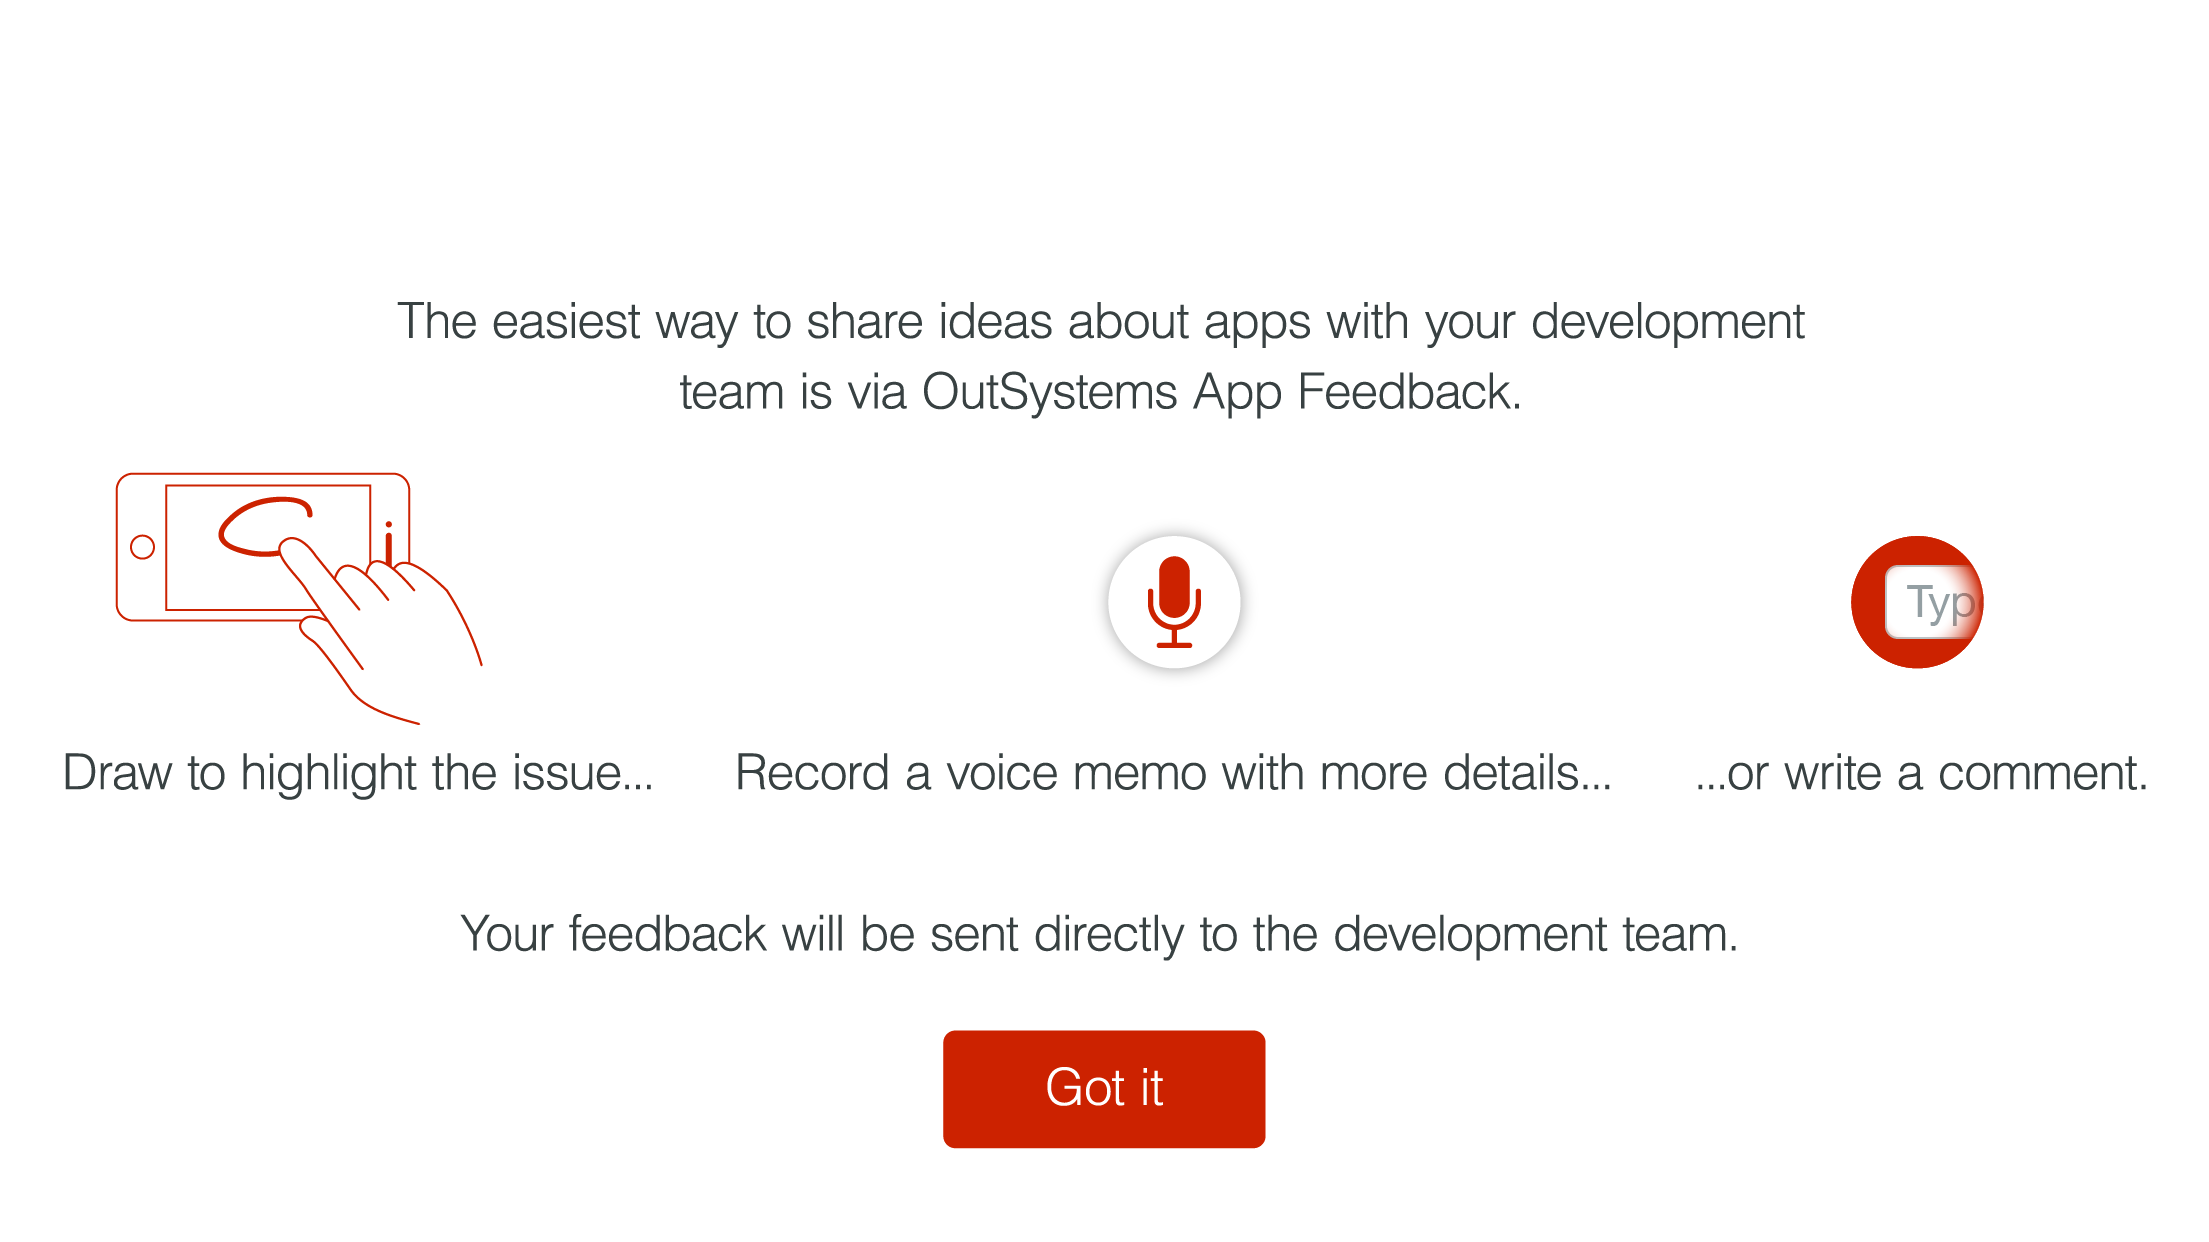 The easiest way to share ideas about apps with your development
team is via OutSystems App Feedback.
Typ
Draw to highlight the issue...
Record a voice memo with more details...
...or write a comment.
Your feedback will be sent directly to the development team.
Got it